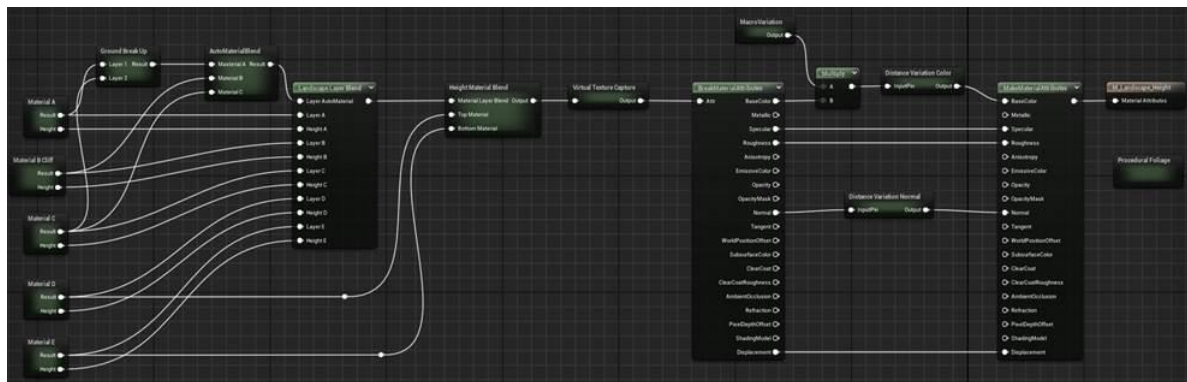 MacroVariation
Output
Ground Break Up
Layer 1 Result
Layer 2
AutoMaterialBlend
Material A Result
Material B
Material C
Material A
Result
Height
Material B Cliff
Result
Height
Material C
Result
Height
Material D
Result
Height
Material E
Result
Height
Landscape Layer Blend
Layer AutoMaterial
Layer A
Height A
Layer B
Height B
Layer C
Height C
Layer D
Height D
Layer E
Height E
Height Material Blend
Material Layer Blend Output
Top Material
Bottom Material
Virtual Texture Capture
Output
BreakMaterialAttributes
Attr BaseColor
Metallic
Specular
Roughness
Anisotropy
EmissiveColor
Opacity
OpacityMask
Normal
Tangent
WorldPositionOffset
SubsurfaceColor
ClearCoat
ClearCoatRoughness
AmbientOcclusion
Refraction
PixelDepthOffset
ShadingModel
Displacement
Multiply
A
B
Distance Variation Color
InputPin Output
Distance Variation Normal
InputPin Output
MakeMaterialAttributes
BaseColor
Metallic
Specular
Roughness
Anisotropy
EmissiveColor
Opacity
OpacityMask
Normal
Tangent
WorldPositionOffset
SubsurfaceColor
ClearCoat
ClearCoatRoughness
AmbientOcclusion
Refraction
PixelDepthOffset
ShadingModel
Displacement
M_Landscape_Height
Material Attributes
Procedural Foliage